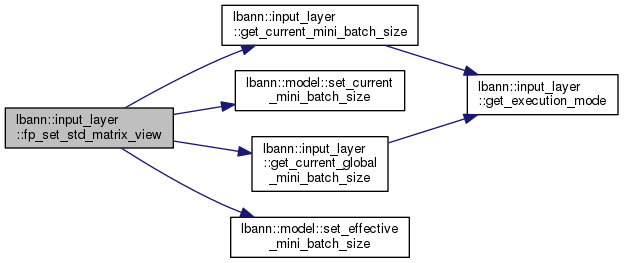 lbann::input_layer
::fp_set_std_matrix_view
lbann::input_layer
::get_current_mini_batch_size
lbann::model::set_current
_mini_batch_size
lbann::input_layer
::get_current_global
_mini_batch_size
lbann::model::set_effective
_mini_batch_size
lbann::input_layer
::get_execution_mode